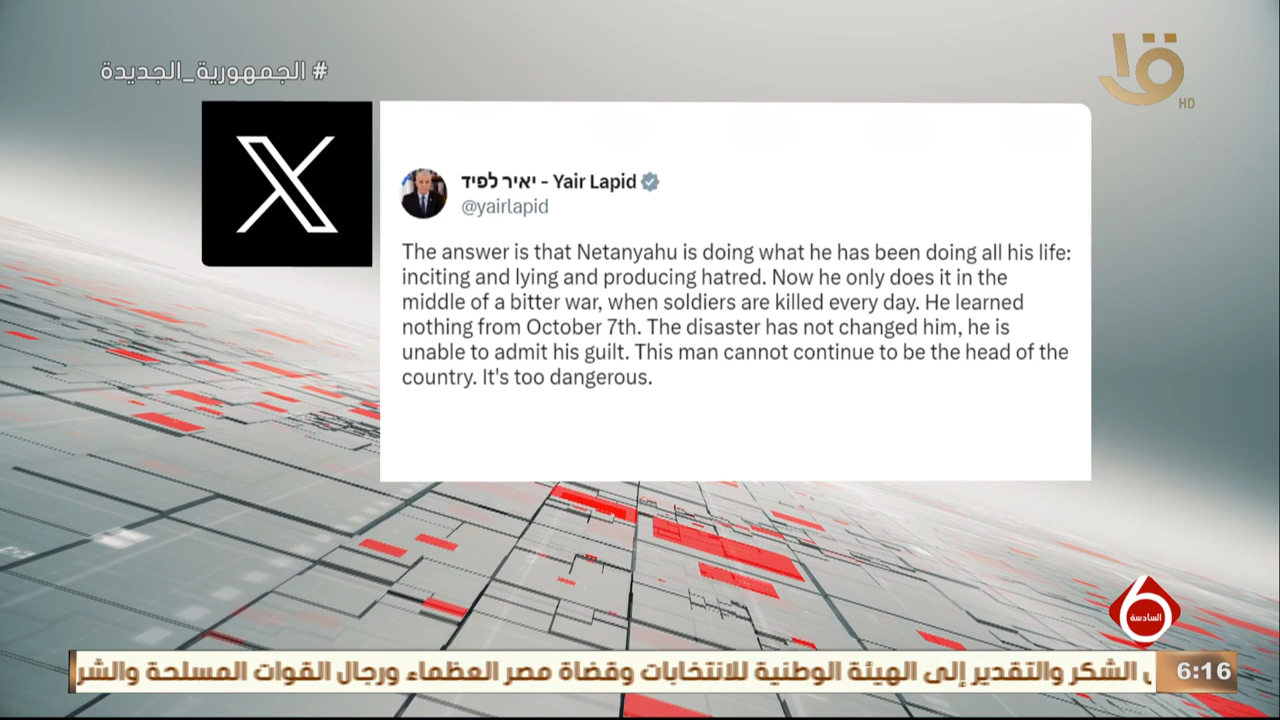 # الجمهورية_الجديدة
HD
יאיר לפיד - Yair Lapid
@yairlapid
The answer is that Netanyahu is doing what he has been doing all his life:
inciting and lying and producing hatred. Now he only does it in the
middle of a bitter war, when soldiers are killed every day. He learned
nothing from October 7th. The disaster has not changed him, he is
unable to admit his guilt. This man cannot continue to be the head of the
country. It's too dangerous.
السادسة
الشكر والتقدير إلى الهيئة الوطنية للانتخابات وقضاة مصر العظماء ورجال القوات المسلحة
6:16